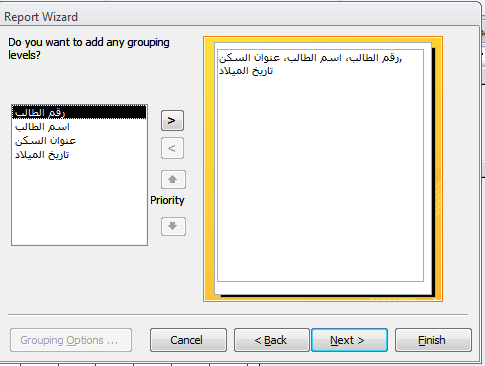 Report Wizard
Do you want to add any grouping
levels?
رقم الطالب
اسم الطالب
عنوان السكن
تاريخ الميلاد
>
<
Priority
رقم الطالب، اسم الطالب، عنوان السكن,
تاريخ الميلاد
Grouping Options ...
Cancel
< Back
Next >
Finish